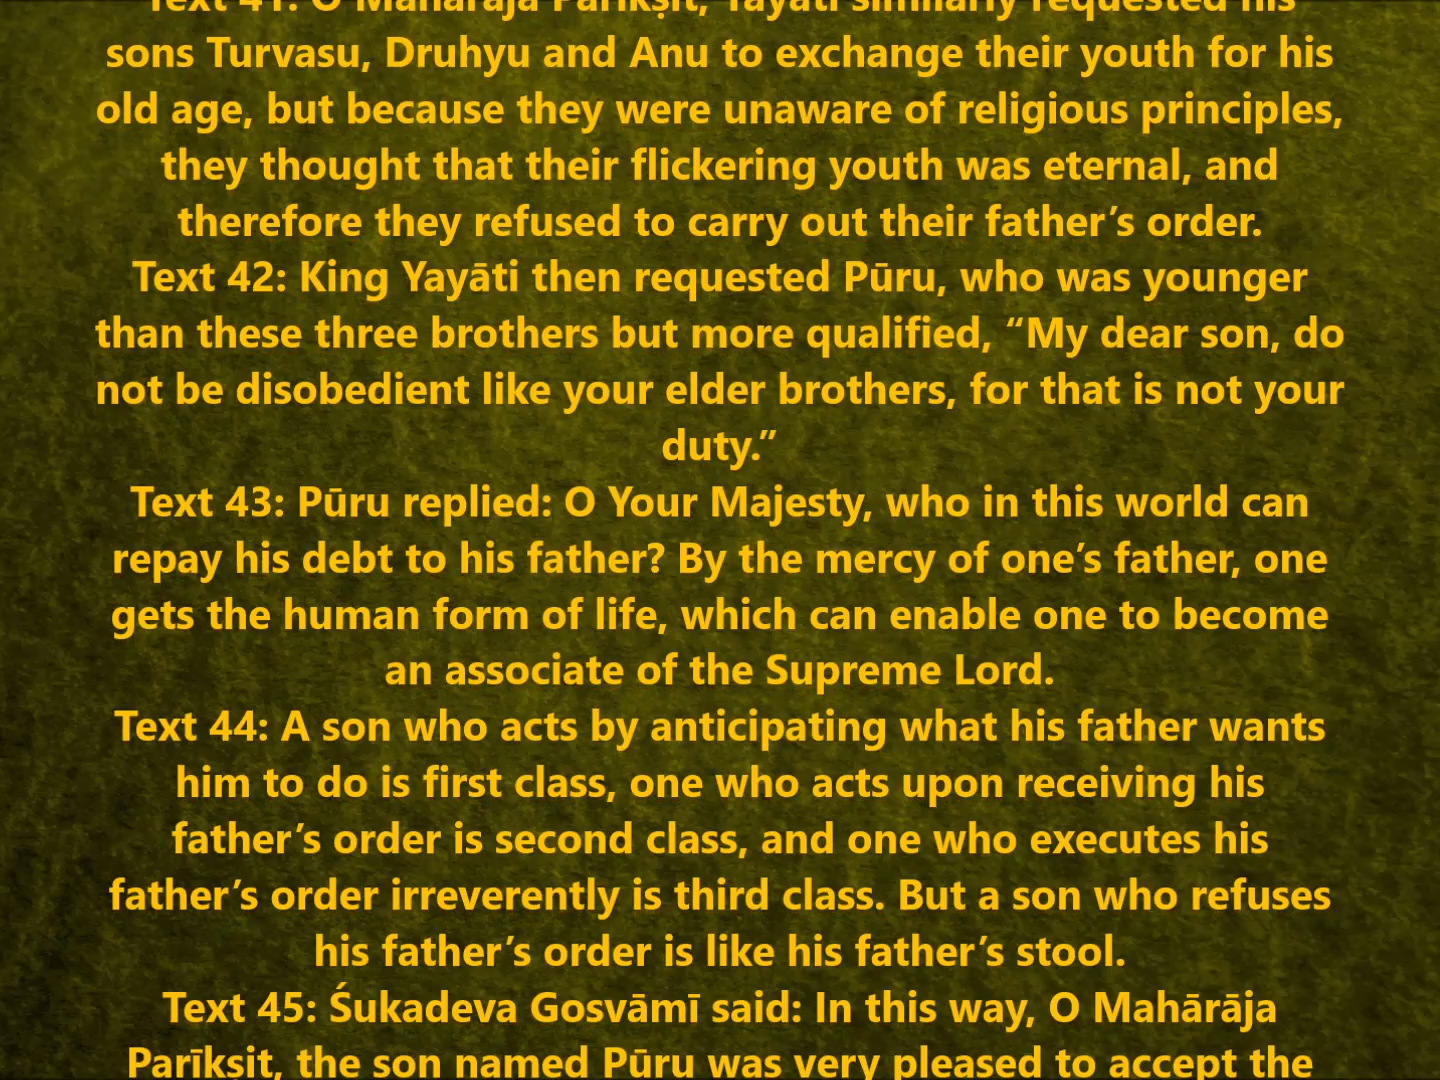 Text 41: O Mahārāja Parīkṣit, Yayāti similarly requested his
sons Turvasu, Druhyu and Anu to exchange their youth for his
old age, but because they were unaware of religious principles,
they thought that their flickering youth was eternal, and
therefore they refused to carry out their father’s order.
Text 42: King Yayāti then requested Pūru, who was younger
than these three brothers but more qualified, “My dear son, do
not be disobedient like your elder brothers, for that is not your
duty.”
Text 43: Pūru replied: O Your Majesty, who in this world can
repay his debt to his father? By the mercy of one’s father, one
gets the human form of life, which can enable one to become
an associate of the Supreme Lord.
Text 44: A son who acts by anticipating what his father wants
him to do is first class, one who acts upon receiving his
father’s order is second class, and one who executes his
father’s order irreverently is third class. But a son who refuses
his father’s order is like his father’s stool.
Text 45: Śukadeva Gosvāmī said: In this way, O Mahārāja
Parīkṣit, the son named Pūru was very pleased to accept the